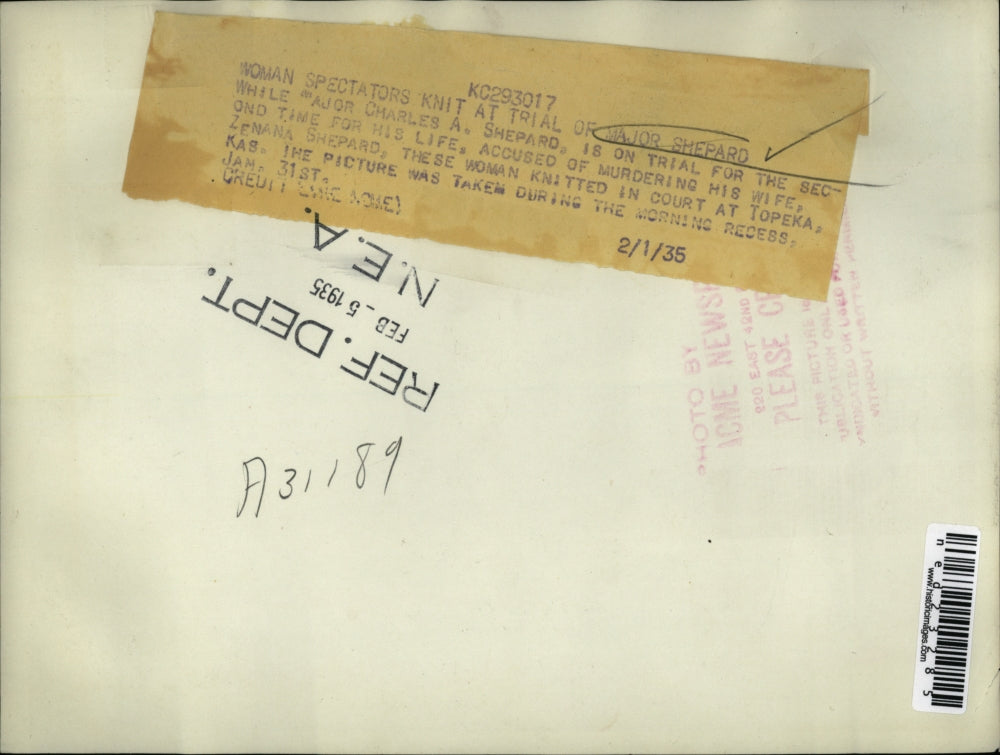 KC293017
WOMAN SPECTATORS KNIT AT TRIAL OF MAJOR SHEPARD
WHILE MAJOR CHARLES A. SHEPARD, IS ON TRIAL FOR THE SEC-
OND TIME FOR HIS LIFE, ACCUSED OF MURDERING HIS WIFE,
ZENANA SHEPARD, THESE WOMAN KNITTED IN COURT AT TOPEKA,
KAS. THE PICTURE WAS TAKEN DURING THE MORNING RECESS,
JAN. 31ST.
CREDIT LINE (ACME)
2/1/35
REF. DEPT.
FEB _ 5 1935
N.E.A.
A31189
PHOTO BY
ACME NEWS
220 EAST 42ND
PLEASE
THIS PICTURE
WITHOUT WRITTEN
ned23285
www.historicimages.com